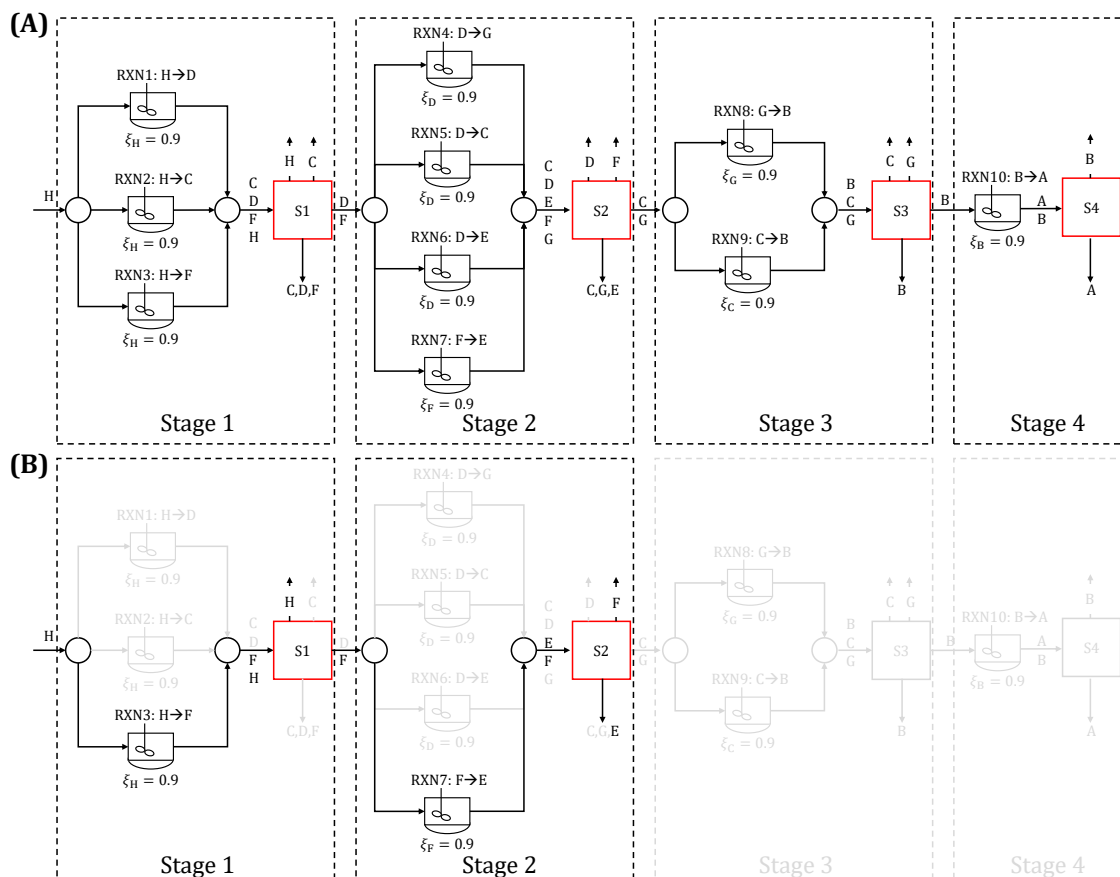 (A)
RXN1: H→D
ξH = 0.9
RXN2: H→C
ξH = 0.9
RXN3: H→F
ξH = 0.9
H
C
D
F
H
H C
S1
C,D,F
Stage 1
D
F
RXN4: D→G
ξD = 0.9
RXN5: D→C
ξD = 0.9
RXN6: D→E
ξD = 0.9
RXN7: F→E
ξF = 0.9
C
D
E
F
G
D F
S2
C,G,E
Stage 2
C
G
RXN8: G→B
ξG = 0.9
RXN9: C→B
ξC = 0.9
B
C
G
C G
S3
B
Stage 3
B
RXN10: B→A
ξB = 0.9
A
B
B
S4
A
Stage 4
(B)
RXN1: H→D
ξH = 0.9
RXN2: H→C
ξH = 0.9
RXN3: H→F
ξH = 0.9
H
C
D
F
H
H C
S1
C,D,F
Stage 1
D
F
RXN4: D→G
ξD = 0.9
RXN5: D→C
ξD = 0.9
RXN6: D→E
ξD = 0.9
RXN7: F→E
ξF = 0.9
C
D
E
F
G
D F
S2
C,G,E
Stage 2
C
G
RXN8: G→B
ξG = 0.9
RXN9: C→B
ξC = 0.9
B
C
G
C G
S3
B
Stage 3
B
RXN10: B→A
ξB = 0.9
A
B
B
S4
A
Stage 4